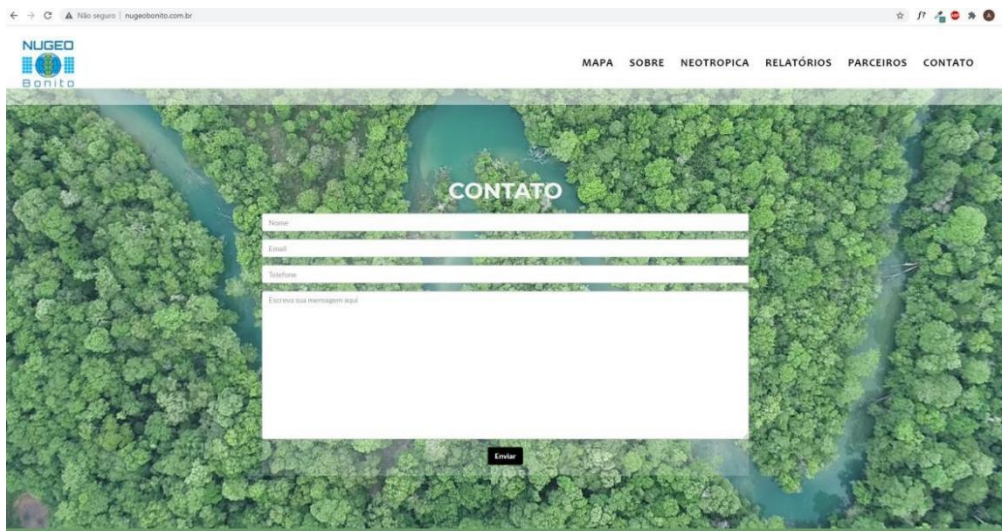 Não seguro | nugeobonito.com.br
f?
A
NUGEO
Bonito
MAPA SOBRE NEOTROPICA RELATÓRIOS PARCEIROS CONTATO
CONTATO
Nome
Email
Telefone
Escreva sua mensagem aqui
Enviar